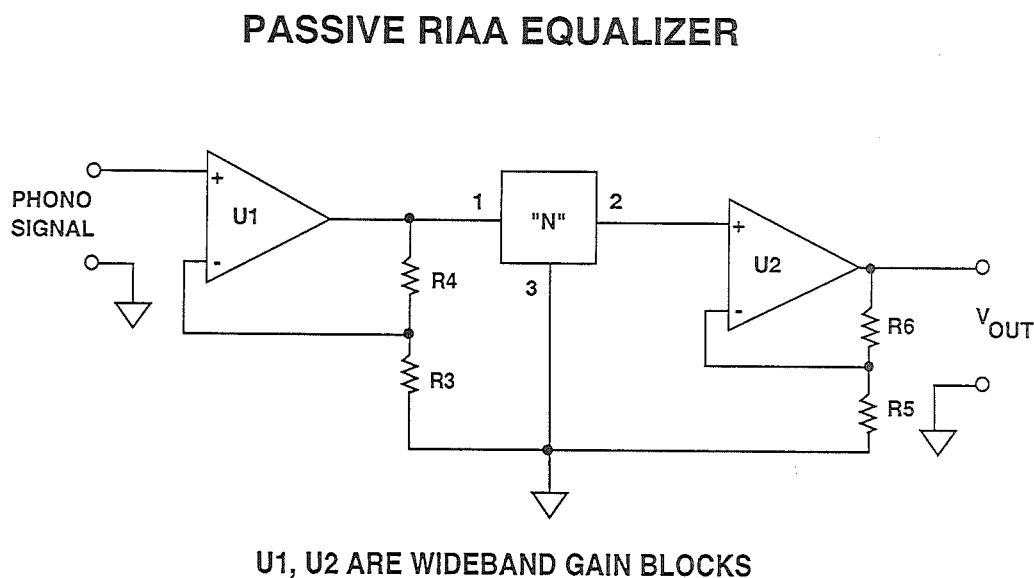 PASSIVE RIAA EQUALIZER
PHONO
SIGNAL
+
U1
-
R4
R3
1
"N"
2
3
+
U2
-
R6
R5
VOUT
U1, U2 ARE WIDEBAND GAIN BLOCKS